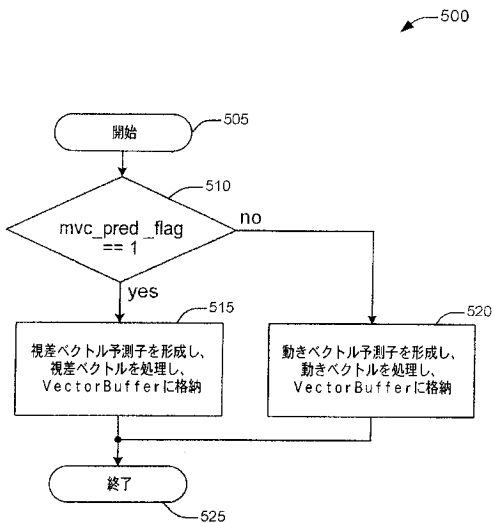 500
開始
505
510
mvc_pred _flag
== 1
no
yes
515
視差ベクトル予測子を形成し、
視差ベクトルを処理し、
VectorBufferに格納
520
動きベクトル予測子を形成し、
動きベクトルを処理し、
VectorBufferに格納
終了
525